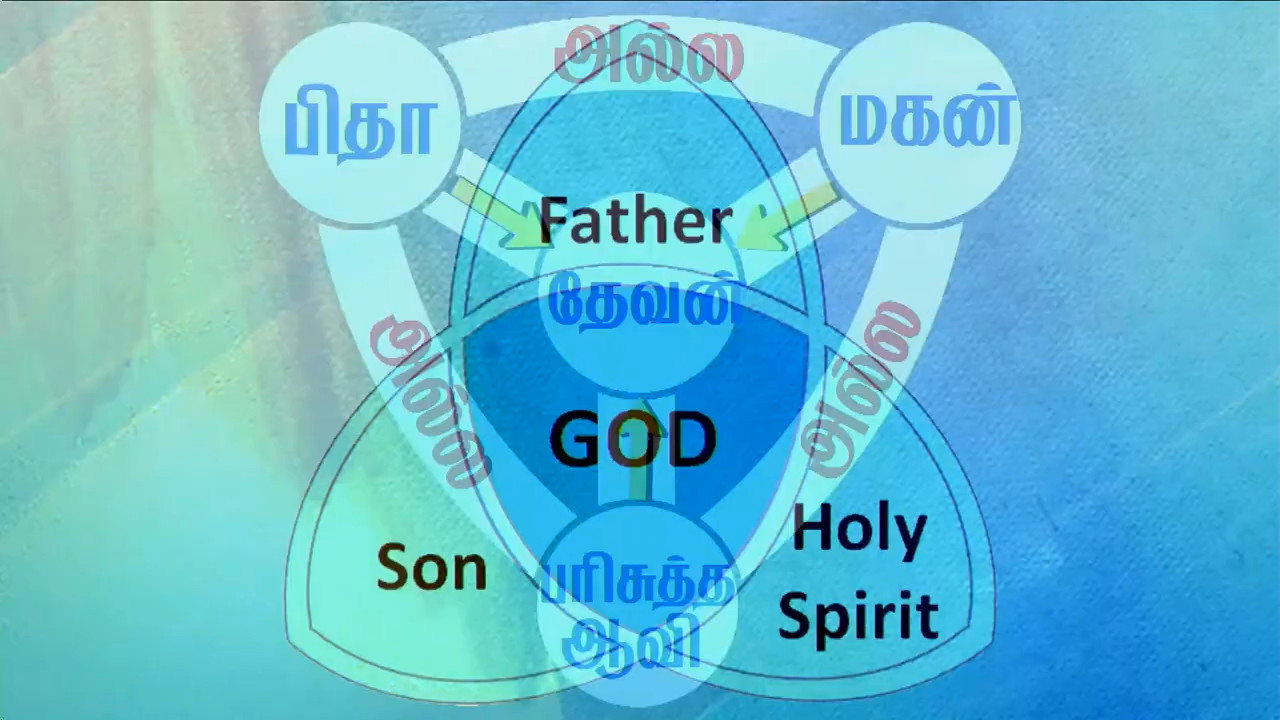 அல்ல
பிதா
மகன்
Father
தேவன்
அல்ல
அல்ல
GOD
Son
Holy
Spirit
பரிசுத்த
ஆவி